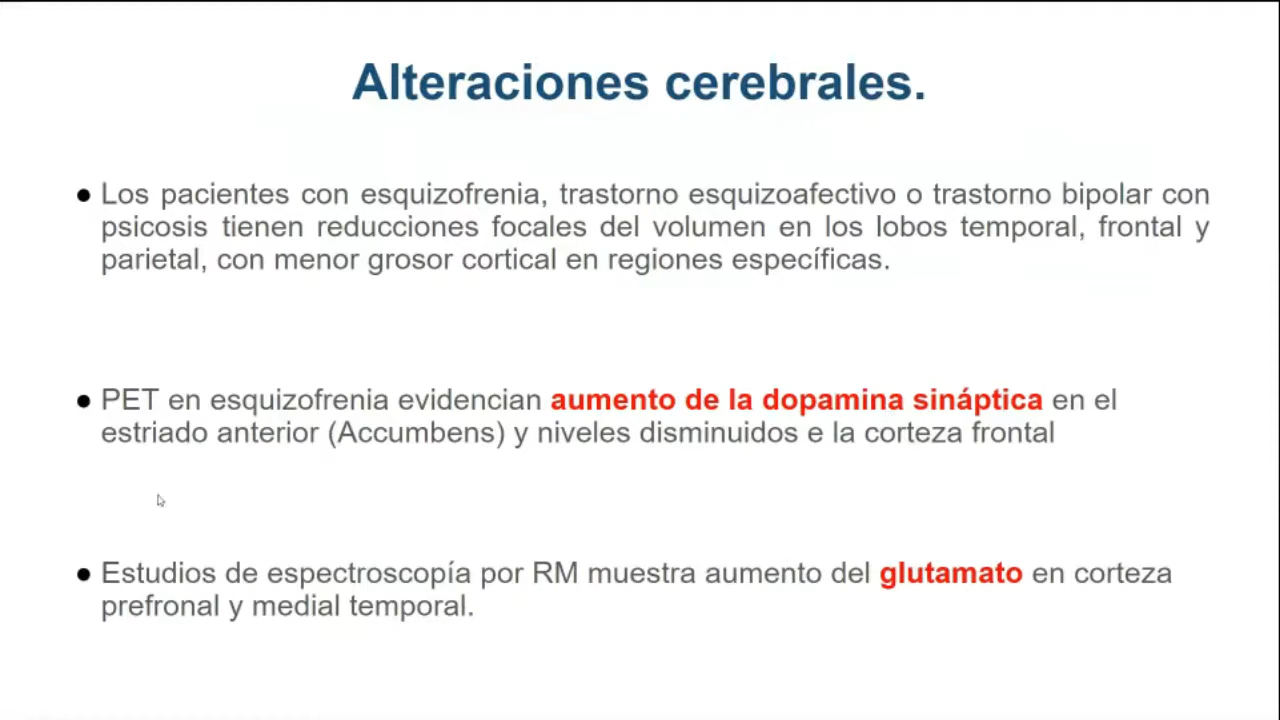 Alteraciones cerebrales.
● Los pacientes con esquizofrenia, trastorno esquizoafectivo o trastorno bipolar con
psicosis tienen reducciones focales del volumen en los lobos temporal, frontal y
parietal, con menor grosor cortical en regiones específicas.
● PET en esquizofrenia evidencian aumento de la dopamina sináptica en el
estriado anterior (Accumbens) y niveles disminuidos e la corteza frontal
● Estudios de espectroscopía por RM muestra aumento del glutamato en corteza
prefronal y medial temporal.